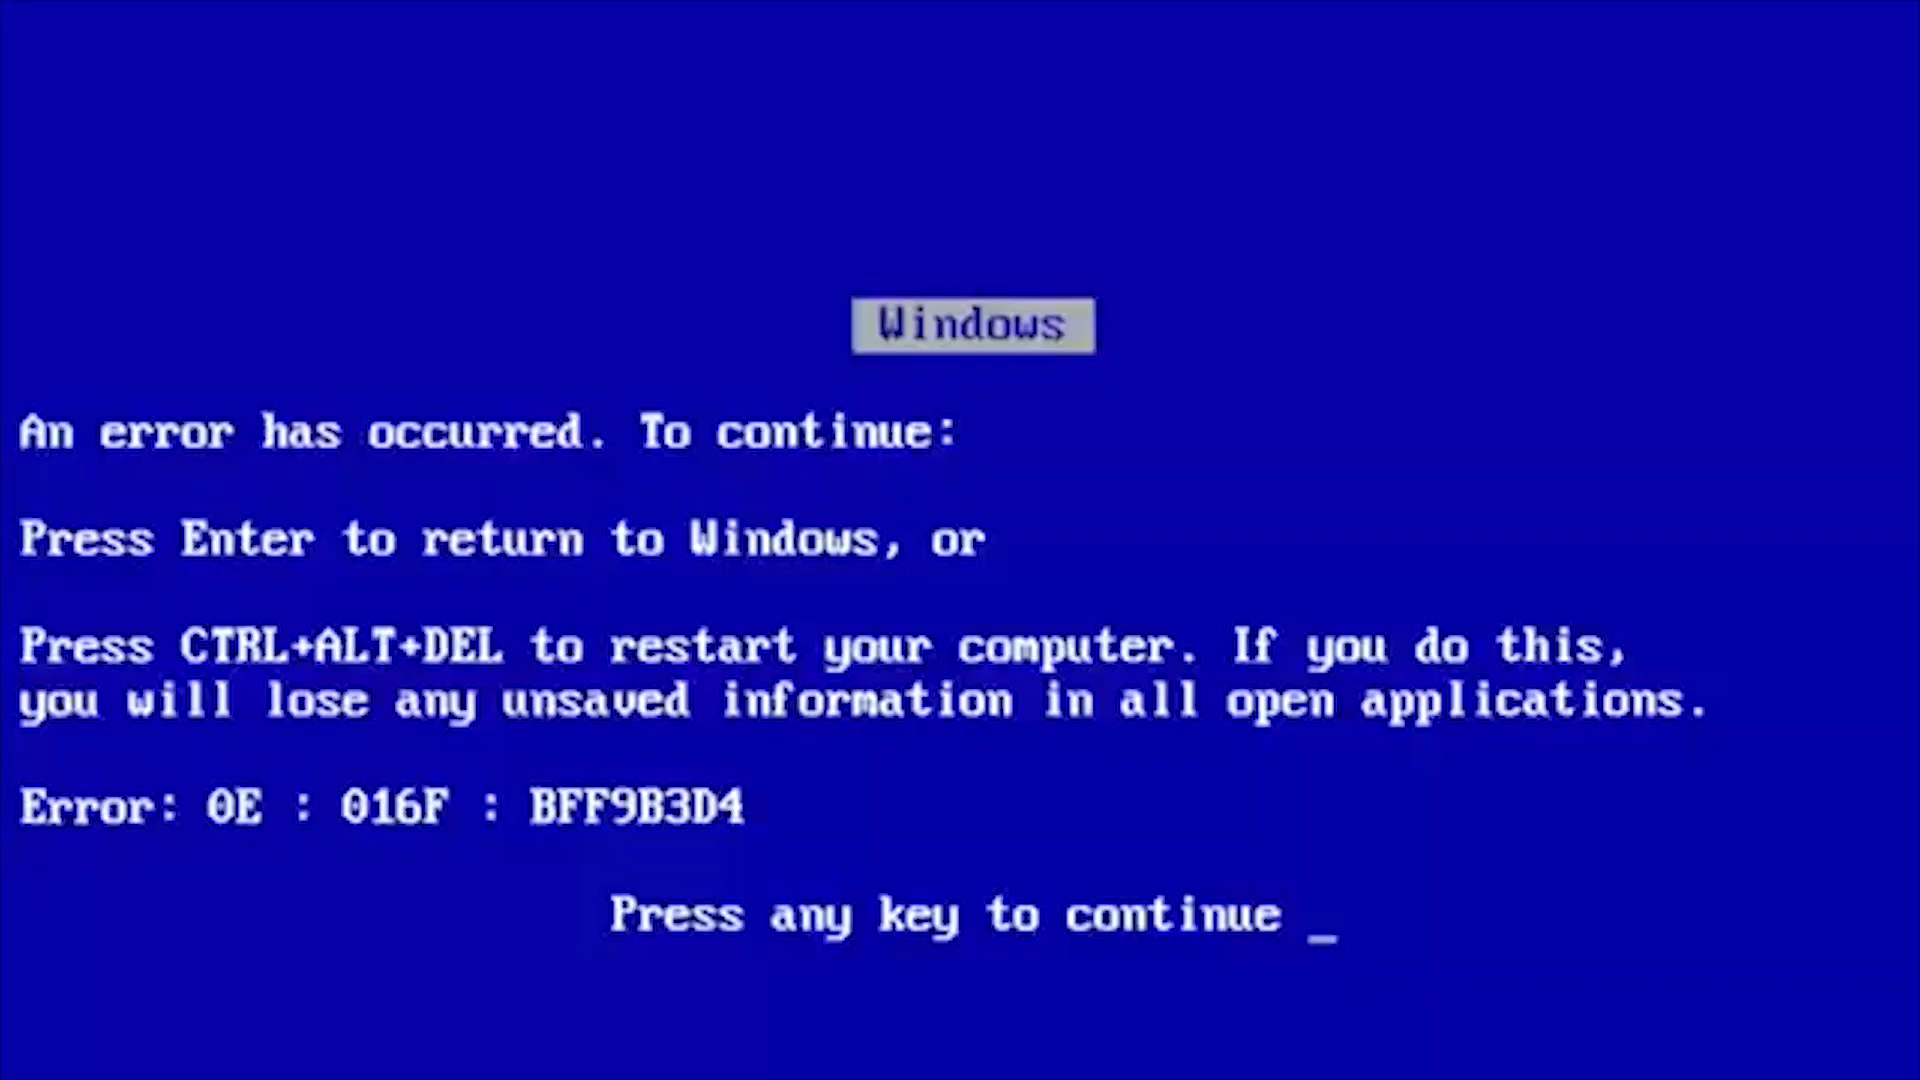 Windows
An error has occurred. To continue:
Press Enter to return to Windows, or
Press CTRL+ALT+DEL to restart your computer. If you do this,
you will lose any unsaved information in all open applications.
Error: 0E : 016F : BFF9B3D4
Press any key to continue _